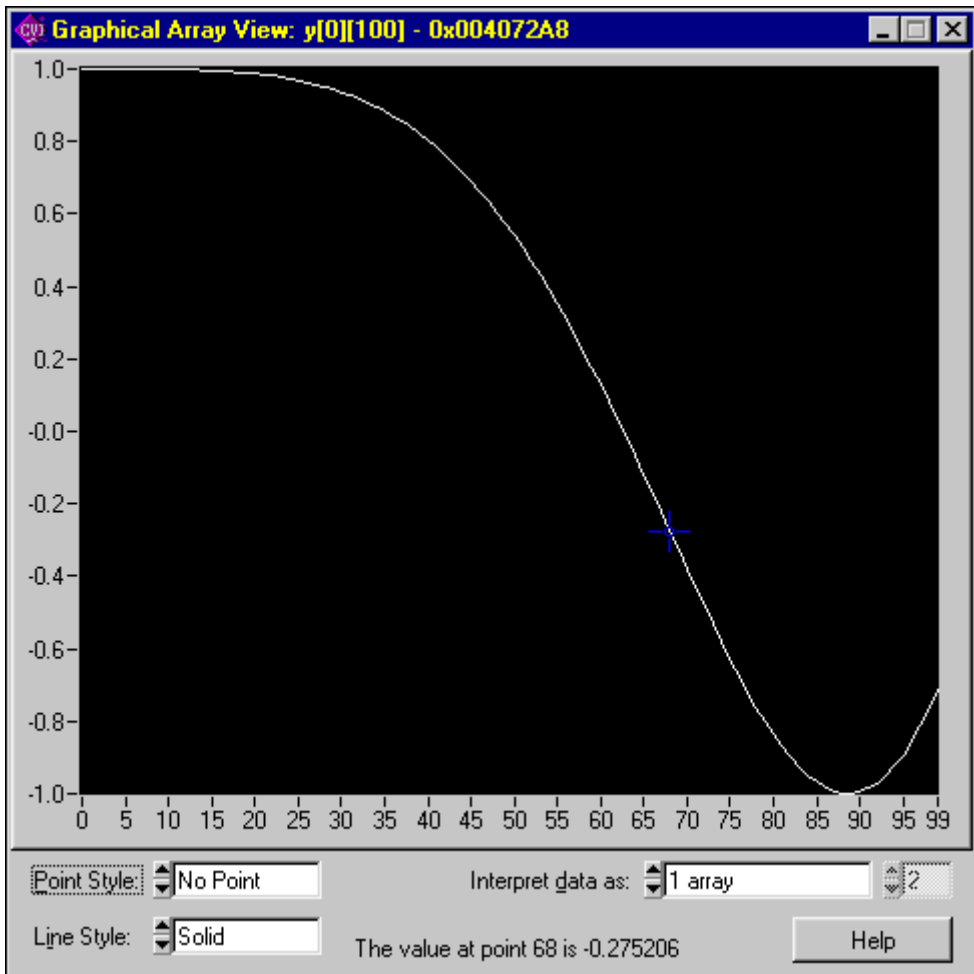 CVI Graphical Array View: y[0][100] - 0x004072A8
1.0
0.8
0.6
0.4
0.2
-0.0
-0.2
-0.4
-0.6
-0.8
-1.0
0 5 10 15 20 25 30 35 40 45 50 55 60 65 70 75 80 85 90 95 99
Point Style: No Point Interpret data as: 1 array 2
Line Style: Solid The value at point 68 is -0.275206 Help